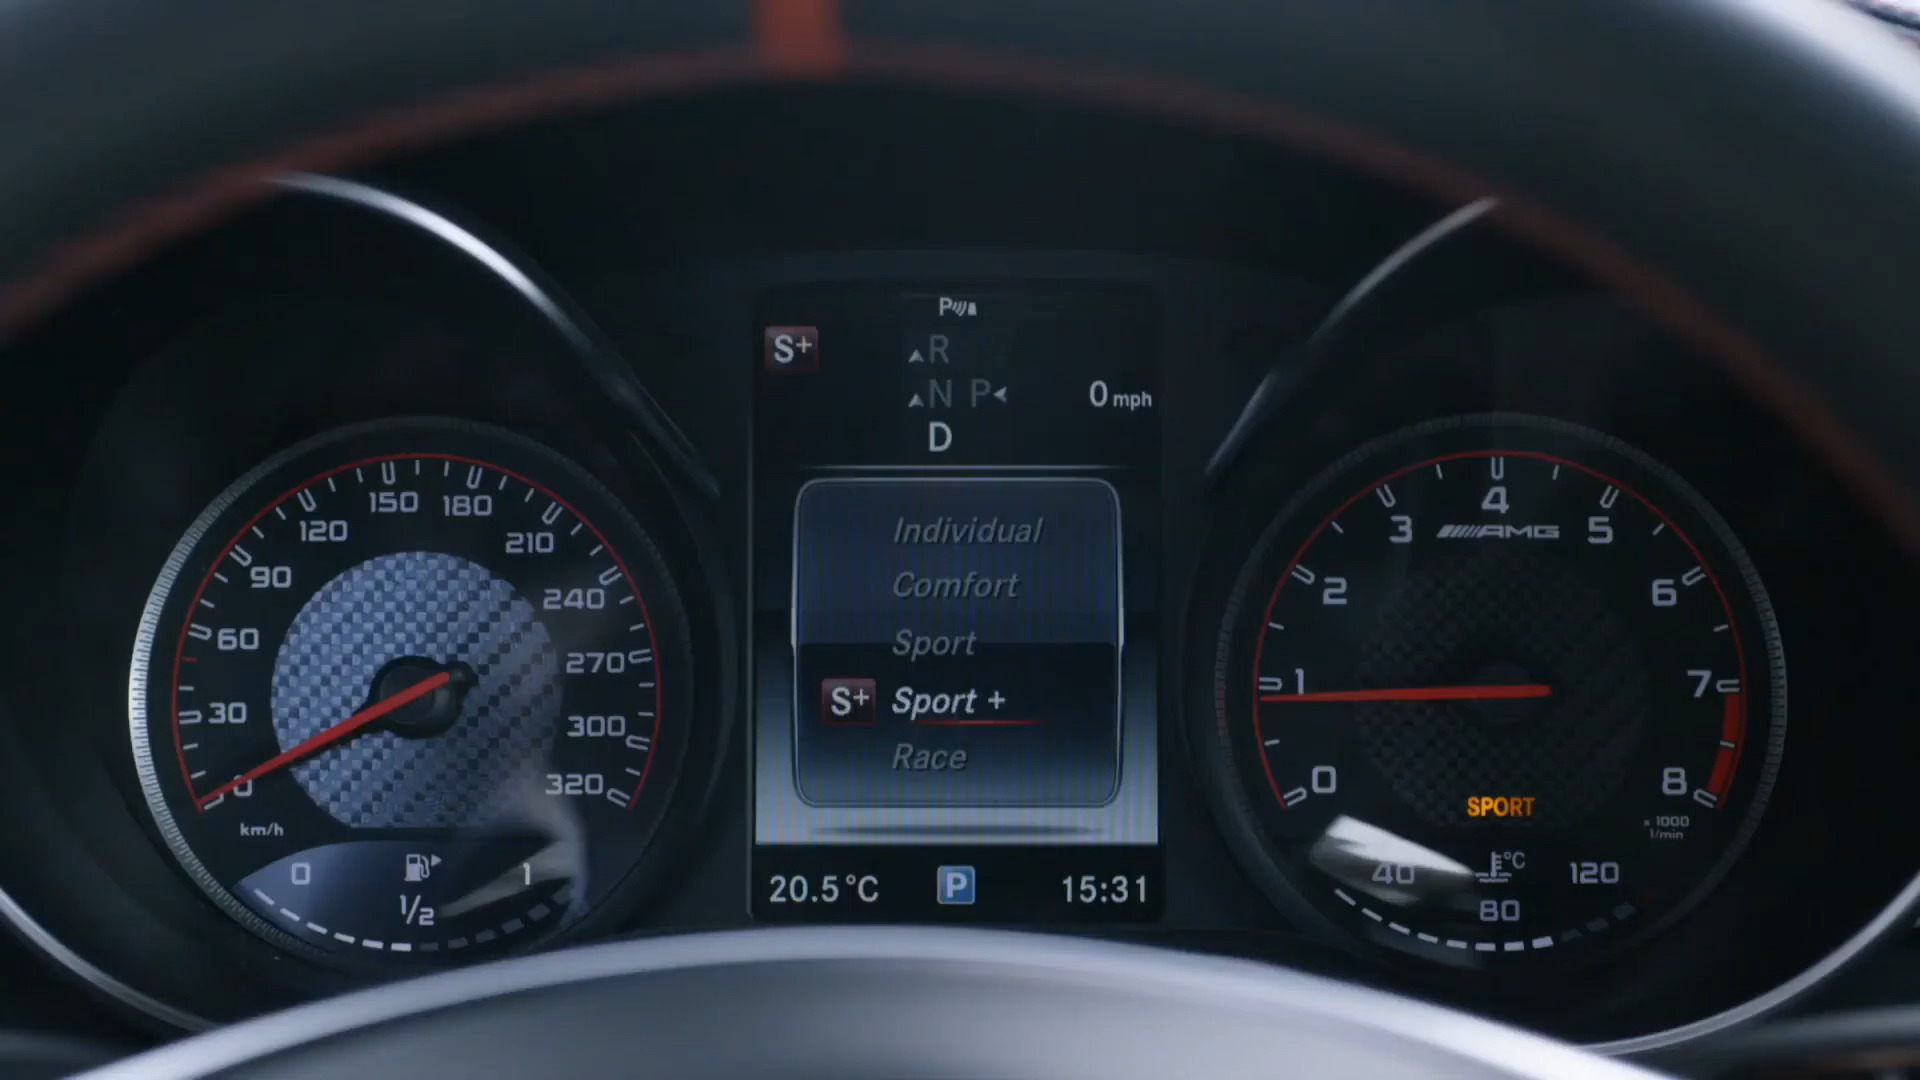 P
S+
R
N P
0 mph
D
Individual
Comfort
Sport
S+ Sport +
Race
20.5°C P 15:31
0
30
60
90
120
150
180
210
240
270
300
320
km/h
0 1
1/2
0
1
2
3
4
5
6
7
8
AMG
SPORT
x 1000
1/min
40 °C 120
80